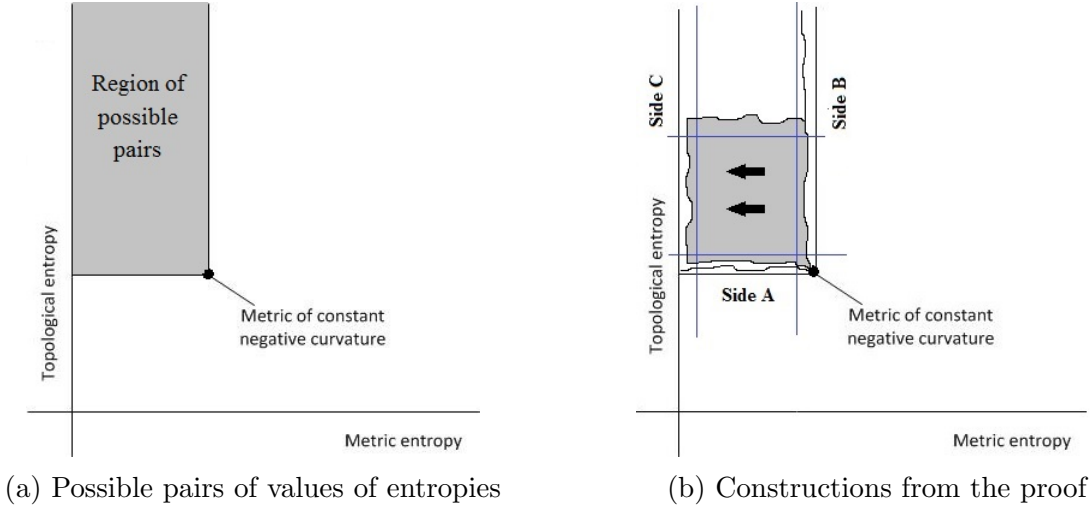 Region of
possible
pairs
Topological entropy
Metric of constant
negative curvature
Metric entropy
(a) Possible pairs of values of entropies
Side C
Side B
Side A
Topological entropy
Metric of constant
negative curvature
Metric entropy
(b) Constructions from the proof